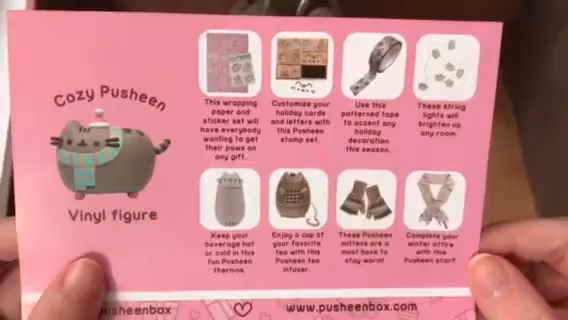 Cozy Pusheen
Vinyl figure
This wrapping
paper and
sticker set will
have everybody
wanting to get
their paws on
any gift.
Customize your
holiday cards
and letters with
this Pusheen
stamp set.
Use this
patterned tape
to accent any
holiday
decoration
this season.
These string
lights will
brighten up
any room.
Keep your
beverage hot
or cold in this
fun Pusheen
thermos.
Enjoy a cup of
your favorite
tea with this
Pusheen tea
infuser.
These Pusheen
mittens are a
must have to
stay warm!
Complete your
winter attire
with this
Pusheen scarf.
usheenbox
www.pusheenbox.com